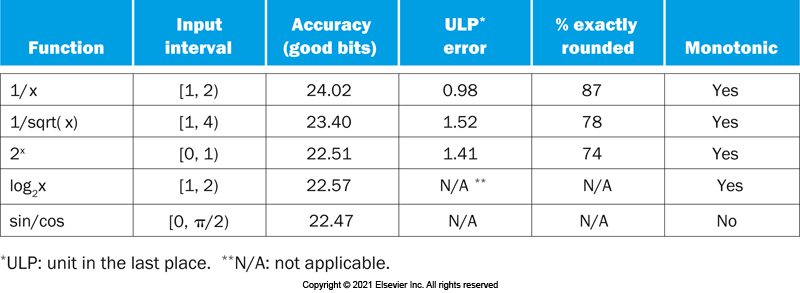 Function Input interval Accuracy (good bits) ULP* error % exactly rounded Monotonic
1/x [1, 2) 24.02 0.98 87 Yes
1/sqrt( x) [1, 4) 23.40 1.52 78 Yes
2ˣ [0, 1) 22.51 1.41 74 Yes
log₂x [1, 2) 22.57 N/A ** N/A Yes
sin/cos [0, π/2) 22.47 N/A N/A No
*ULP: unit in the last place. **N/A: not applicable.
Copyright © 2021 Elsevier Inc. All rights reserved